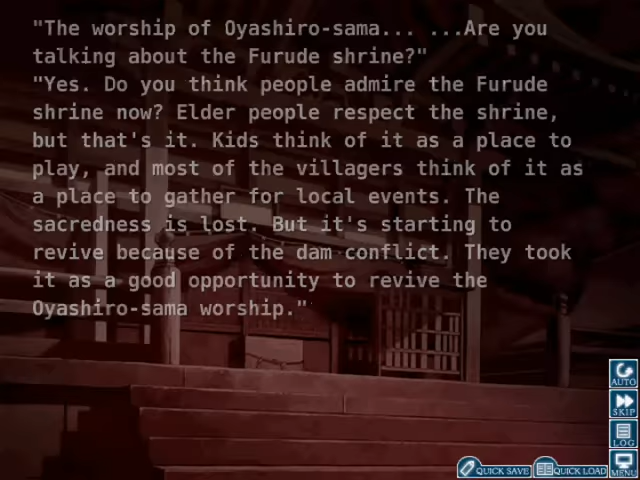 "The worship of Oyashiro-sama... ...Are you
talking about the Furude shrine?"
"Yes. Do you think people admire the Furude
shrine now? Elder people respect the shrine,
but that's it. Kids think of it as a place to
play, and most of the villagers think of it as
a place to gather for local events. The
sacredness is lost. But it's starting to
revive because of the dam conflict. They took
it as a good opportunity to revive the
Oyashiro-sama worship."
AUTO
SKIP
LOG
QUICK SAVE QUICK LOAD MENU